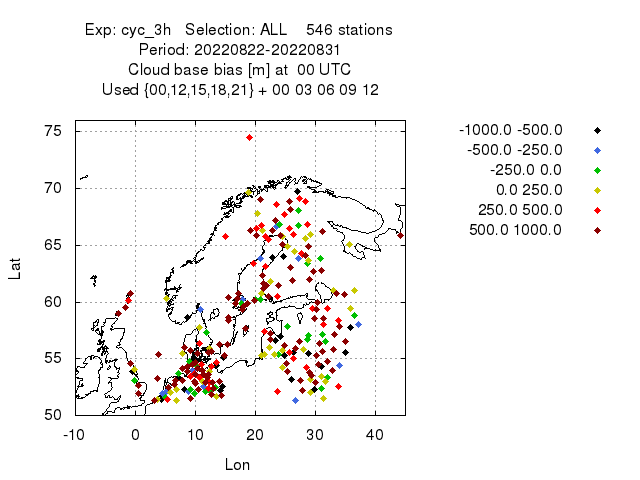 Exp: cyc_3h Selection: ALL 546 stations
Period: 20220822-20220831
Cloud base bias [m] at 00 UTC
Used {00,12,15,18,21} + 00 03 06 09 12
-1000.0 -500.0
-500.0 -250.0
-250.0 0.0
0.0 250.0
250.0 500.0
500.0 1000.0
75
70
65
60
55
50
Lat
-10 0 10 20 30 40
Lon